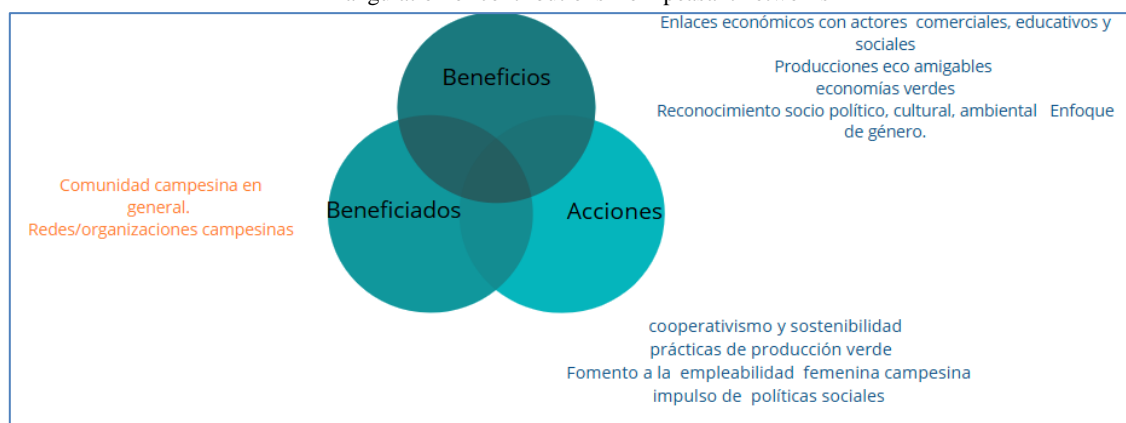 Enlaces económicos con actores comerciales, educativos y
sociales
Producciones eco amigables
economías verdes
Reconocimiento socio político, cultural, ambiental Enfoque
de género.
Beneficios
Comunidad campesina en
general.
Redes/organizaciones campesinas
Beneficiados
Acciones
cooperativismo y sostenibilidad
prácticas de producción verde
Fomento a la empleabilidad femenina campesina
impulso de políticas sociales